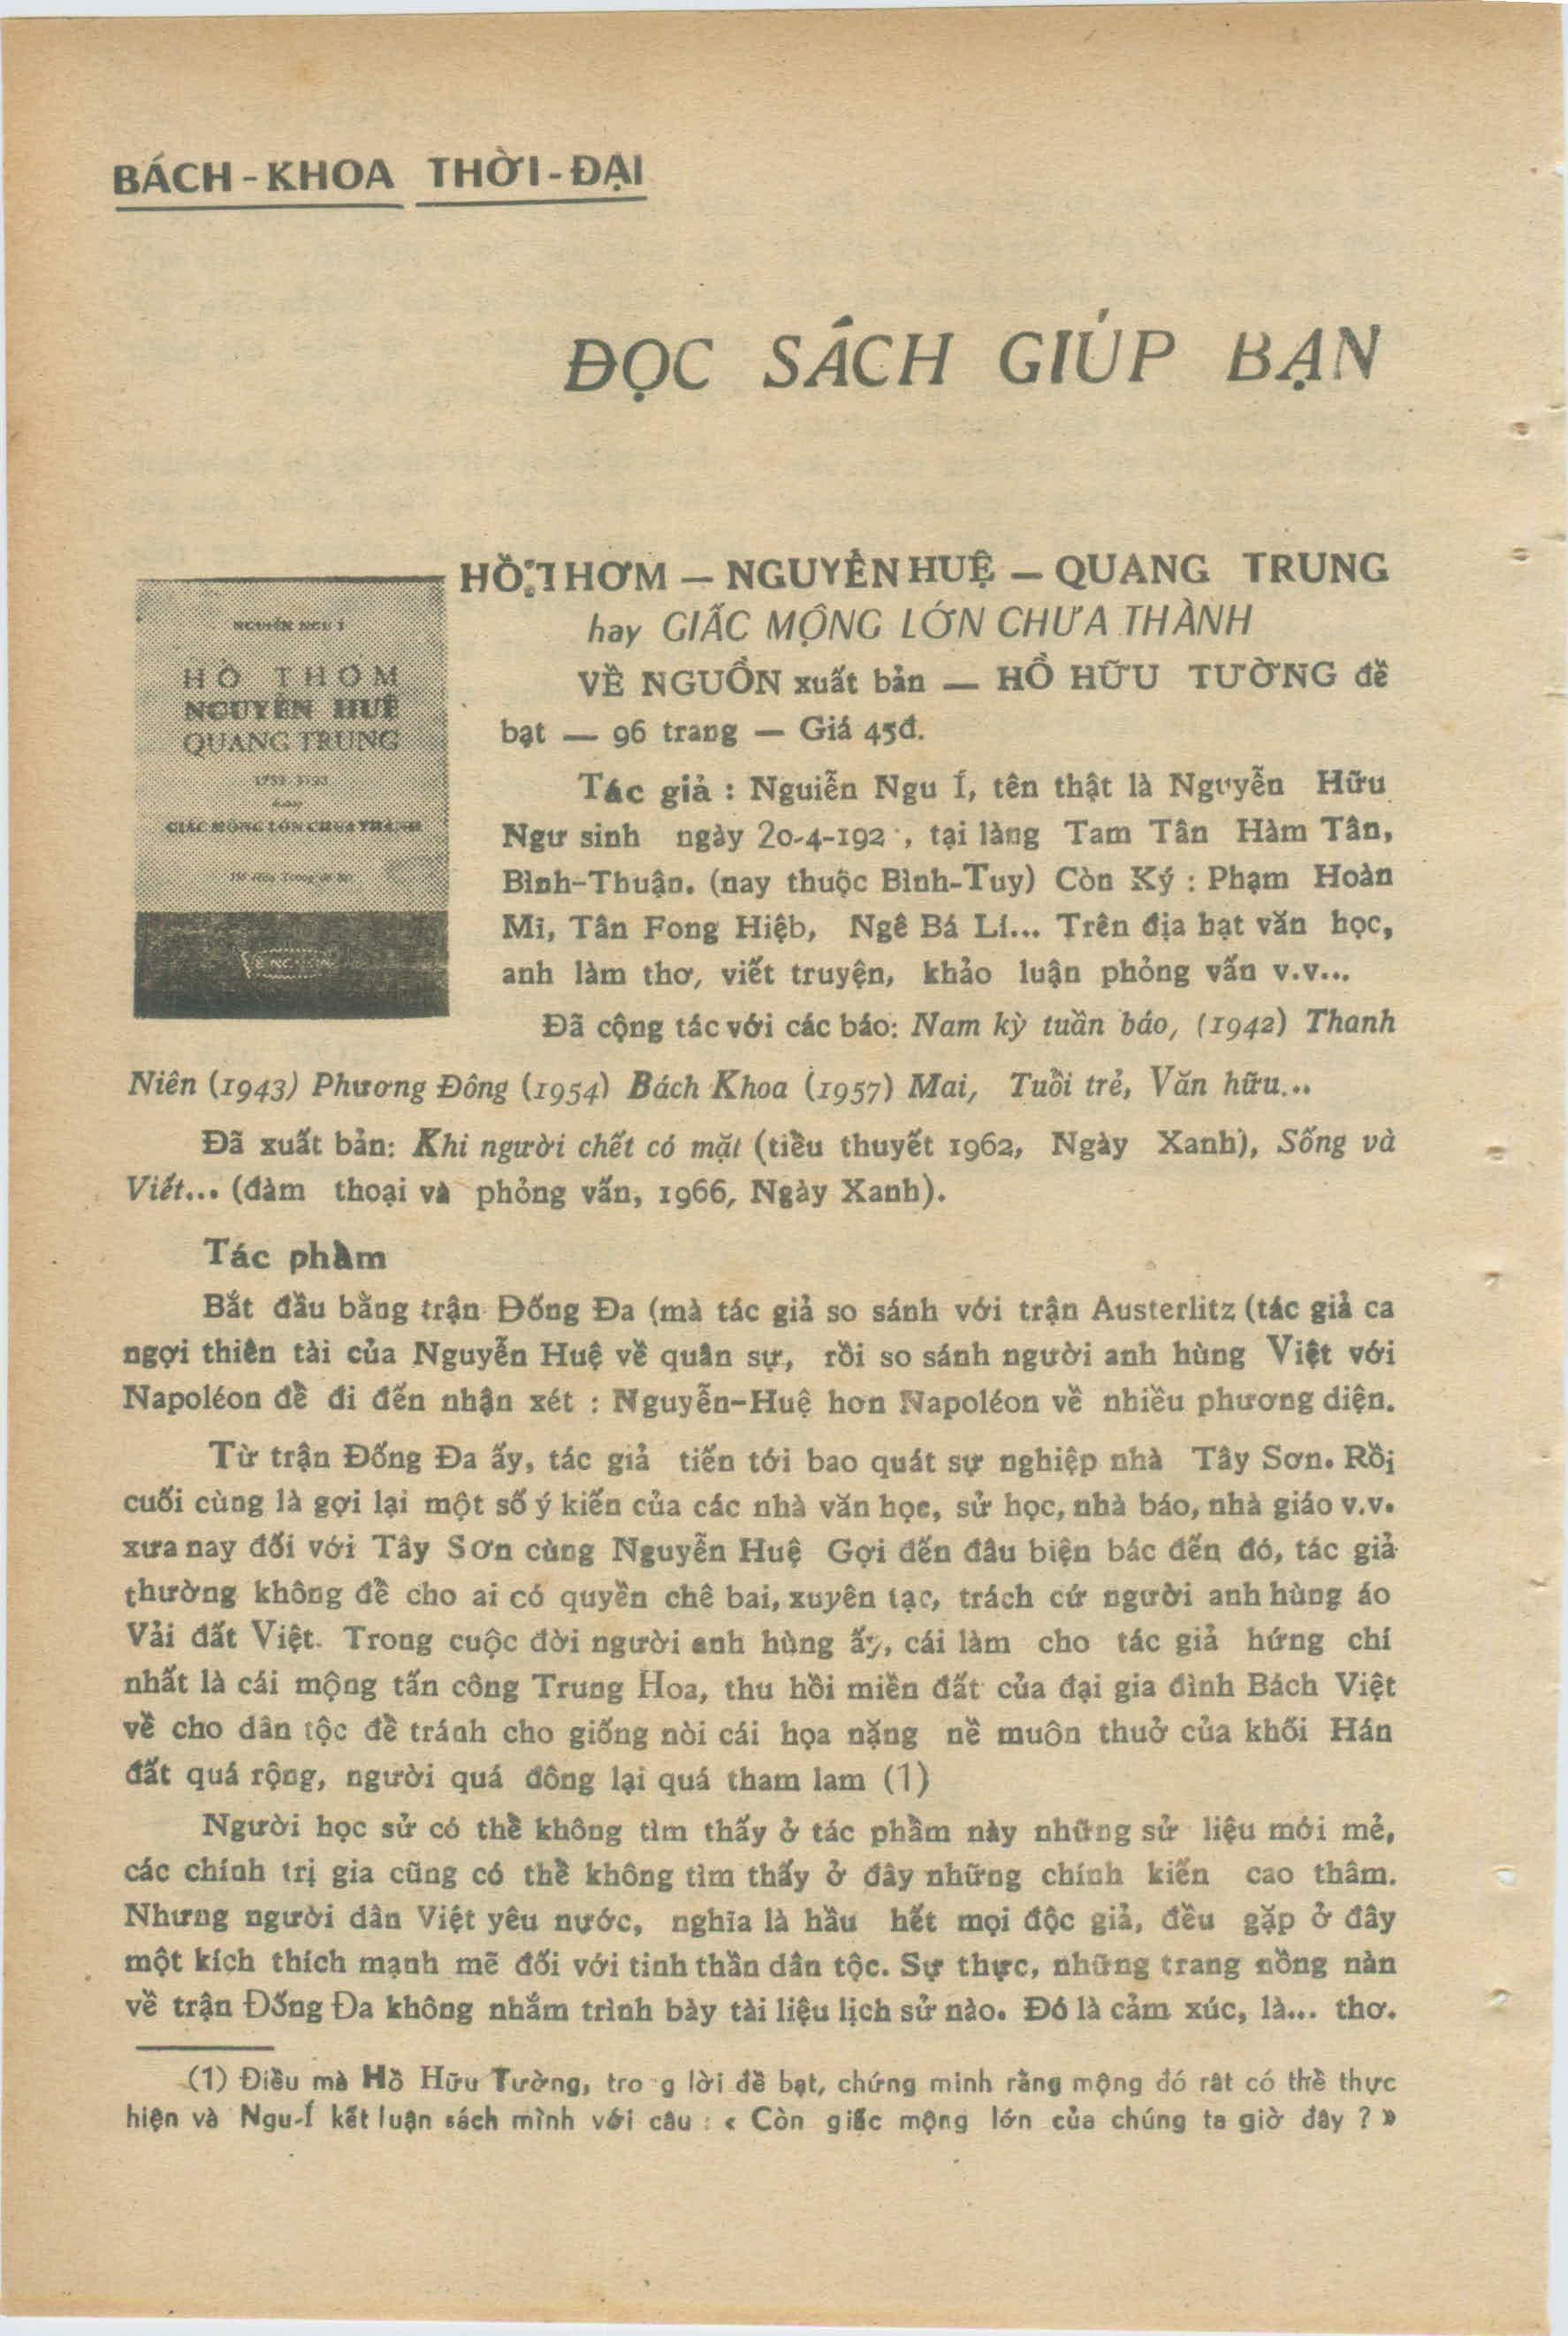 BÁCH-KHOA THỜI-ĐẠI
ĐỌC SÁCH GIÚP BẠN
HỒ THƠM — NGUYỄN HUỆ — QUANG TRUNG
hay GIẤC MỘNG LỚN CHƯA THÀNH
VỀ NGUỒN xuất bản — HỒ HỮU TƯỜNG đề
bạt — 96 trang — Giá 45đ.
NGUIỄN NGU Í
HỒ THƠM
NGUYỄN HUỆ
QUANG TRUNG
hay
GIẤC MỘNG LỚN CHƯA THÀNH
Tác giả : Nguiễn Ngu Í, tên thật là Nguyễn Hữu
Ngư sinh ngày 20-4-192 , tại làng Tam Tân Hàm Tân,
Bình-Thuận. (nay thuộc Bình-Tuy) Còn Ký : Phạm Hoàn
Mĩ, Tân Fong Hiệb, Ngê Bá Lí... Trên địa hạt văn học,
anh làm thơ, viết truyện, khảo luận phỏng vấn v.v...
Đã cộng tác với các báo: Nam kỳ tuần báo, (1942) Thanh
Niên (1943) Phương Đông (1954) Bách Khoa (1957) Mai, Tuổi trẻ, Văn hữu...
Đã xuất bản: Khi người chết có mặt (tiểu thuyết 1962, Ngày Xanh), Sống và
Viết... (đàm thoại và phỏng vấn, 1966, Ngày Xanh).
Tác phẩm
Bắt đầu bằng trận Đống Đa (mà tác giả so sánh với trận Austerlitz (tác giả ca
ngợi thiên tài của Nguyễn Huệ về quân sự, rồi so sánh người anh hùng Việt với
Napoléon để đi đến nhận xét : Nguyễn-Huệ hơn Napoléon về nhiều phương diện.
Từ trận Đống Đa ấy, tác giả tiến tới bao quát sự nghiệp nhà Tây Sơn. Rồi
cuối cùng là gợi lại một số ý kiến của các nhà văn học, sử học, nhà báo, nhà giáo v.v.
xưa nay đối với Tây Sơn cùng Nguyễn Huệ Gợi đến đâu biện bác đến đó, tác giả
thường không để cho ai có quyền chê bai, xuyên tạc, trách cứ người anh hùng áo
Vải đất Việt. Trong cuộc đời người anh hùng ấy, cái làm cho tác giả hứng chí
nhất là cái mộng tấn công Trung Hoa, thu hồi miền đất của đại gia đình Bách Việt
về cho dân tộc để tránh cho giống nòi cái họa nặng nề muôn thuở của khối Hán
đất quá rộng, người quá đông lại quá tham lam (1)
Người học sử có thể không tìm thấy ở tác phẩm này những sử liệu mới mẻ,
các chính trị gia cũng có thể không tìm thấy ở đây những chính kiến cao thâm.
Nhưng người dân Việt yêu nước, nghĩa là hầu hết mọi độc giả, đều gặp ở đây
một kích thích mạnh mẽ đối với tinh thần dân tộc. Sự thực, những trang nồng nàn
về trận Đống Đa không nhắm trình bày tài liệu lịch sử nào. Đó là cảm xúc, là... thơ.
(1) Điều mà Hồ Hữu Tường, tro g lời đề bạt, chứng minh rằng mộng đó rất có thể thực
hiện và Ngu-Í kết luận sách mình với câu : « Còn giấc mộng lớn của chúng ta giờ đây ? »